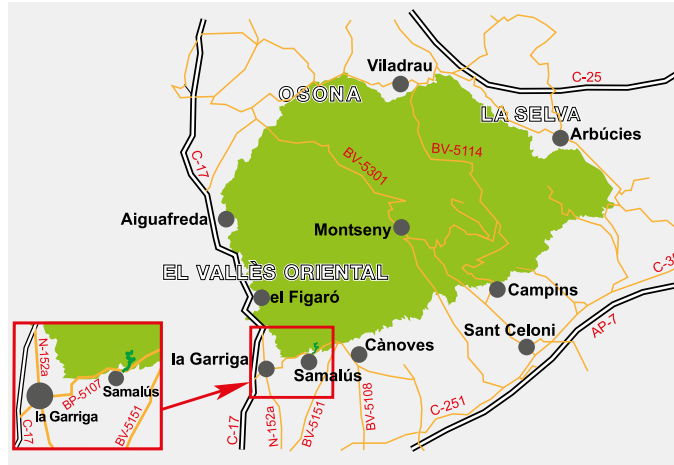 Viladrau
C-25
OSONA
LA SELVA
Arbúcies
BV-5301
BV-5114
C-17
Aiguafreda
Montseny
EL VALLÈS ORIENTAL
el Figaró
Campins
Sant Celoni
AP-7
la Garriga
Cànoves
Samalús
C-17
N-152a
BV-5151
BV-5108
C-251
N-152a
BP-5107
Samalús
la Garriga
BV-5151
C-17